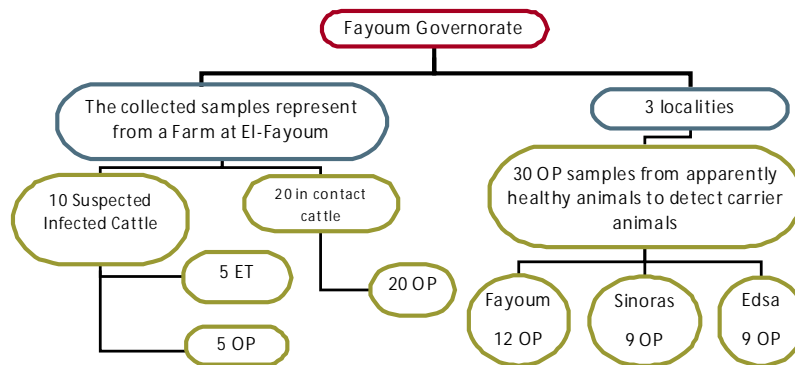 Fayoum Governorate
The collected samples represent
from a Farm at El-Fayoum
3 localities
10 Suspected
Infected Cattle
20 in contact
cattle
30 OP samples from apparently
healthy animals to detect carrier
animals
5 ET
5 OP
20 OP
Fayoum
12 OP
Sinoras
9 OP
Edsa
9 OP